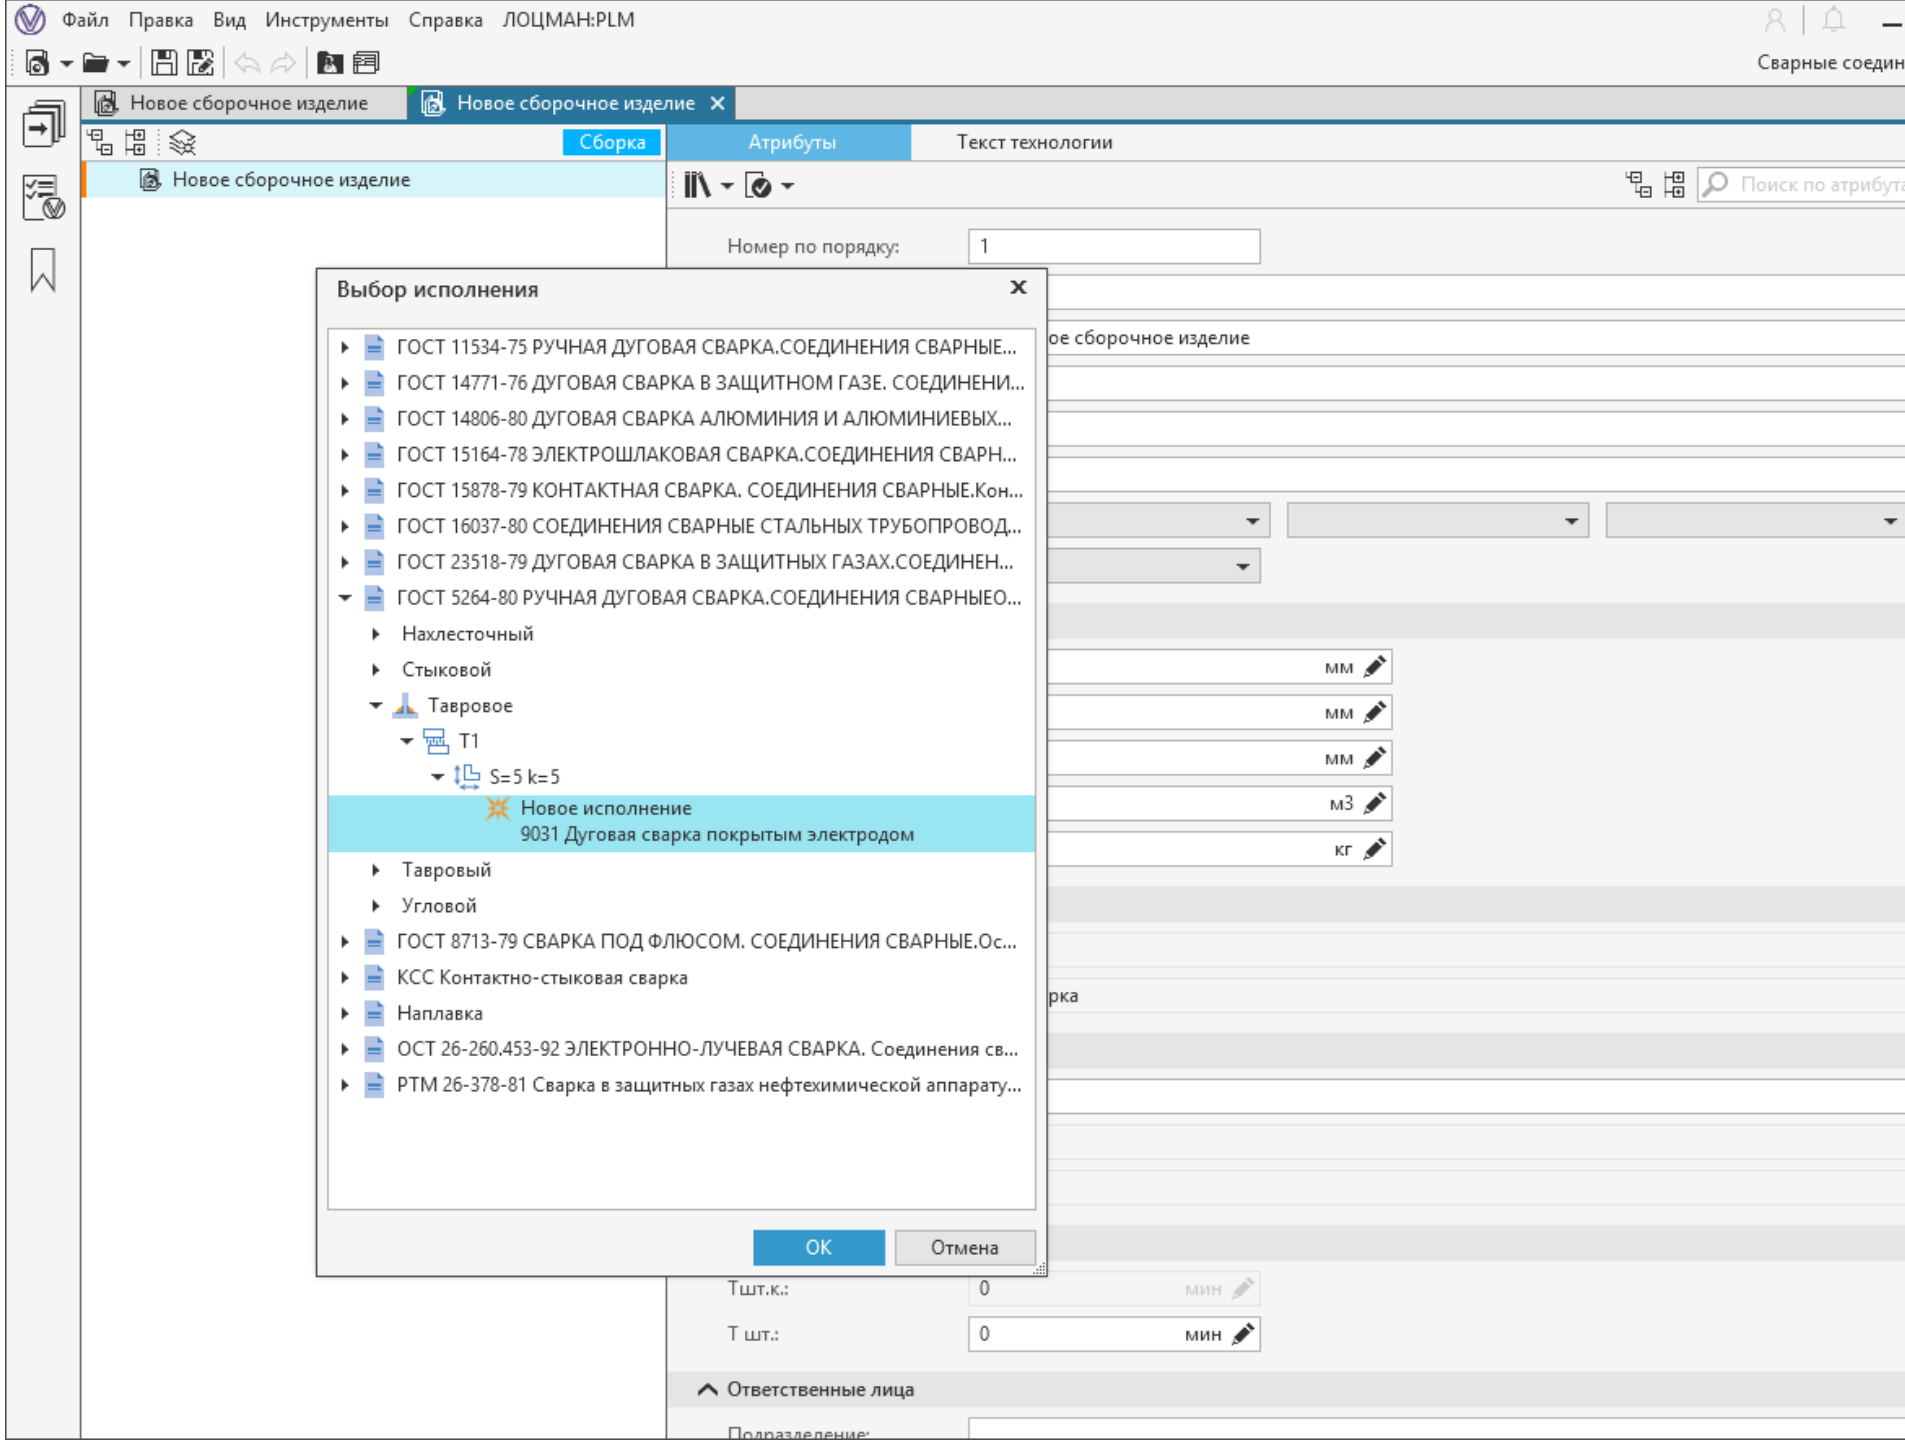 Файл Правка Вид Инструменты Справка ЛОЦМАН:PLM
Сварные соедин
Новое сборочное изделие
Новое сборочное изделие
Сборка
Атрибуты
Текст технологии
Новое сборочное изделие
Поиск по атрибута
Номер по порядку:
1
Выбор исполнения
ое сборочное изделие
ГОСТ 11534-75 РУЧНАЯ ДУГОВАЯ СВАРКА.СОЕДИНЕНИЯ СВАРНЫЕ...
ГОСТ 14771-76 ДУГОВАЯ СВАРКА В ЗАЩИТНОМ ГАЗЕ. СОЕДИНЕНИ...
ГОСТ 14806-80 ДУГОВАЯ СВАРКА АЛЮМИНИЯ И АЛЮМИНИЕВЫХ...
ГОСТ 15164-78 ЭЛЕКТРОШЛАКОВАЯ СВАРКА.СОЕДИНЕНИЯ СВАРН...
ГОСТ 15878-79 КОНТАКТНАЯ СВАРКА. СОЕДИНЕНИЯ СВАРНЫЕ.Кон...
ГОСТ 16037-80 СОЕДИНЕНИЯ СВАРНЫЕ СТАЛЬНЫХ ТРУБОПРОВОД...
ГОСТ 23518-79 ДУГОВАЯ СВАРКА В ЗАЩИТНЫХ ГАЗАХ.СОЕДИНЕН...
ГОСТ 5264-80 РУЧНАЯ ДУГОВАЯ СВАРКА.СОЕДИНЕНИЯ СВАРНЫЕО...
Нахлесточный
Стыковой
Тавровое
Т1
S=5 k=5
Новое исполнение
9031 Дуговая сварка покрытым электродом
Тавровый
Угловой
ГОСТ 8713-79 СВАРКА ПОД ФЛЮСОМ. СОЕДИНЕНИЯ СВАРНЫЕ.Ос...
КСС Контактно-стыковая сварка
Наплавка
ОСТ 26-260.453-92 ЭЛЕКТРОННО-ЛУЧЕВАЯ СВАРКА. Соединения св...
РТМ 26-378-81 Сварка в защитных газах нефтехимической аппарату...
ОК
Отмена
мм
мм
мм
м3
кг
рка
Тшт.к.:
0
мин
Т шт.:
0
мин
Ответственные лица
Подразделение: